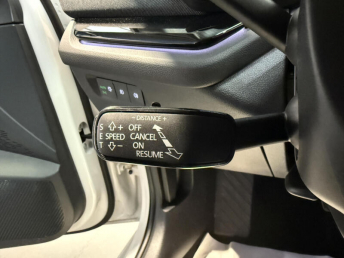 − DISTANCE +
S ⇧ + OFF
E SPEED CANCEL
T ⇩ − ON
RESUME